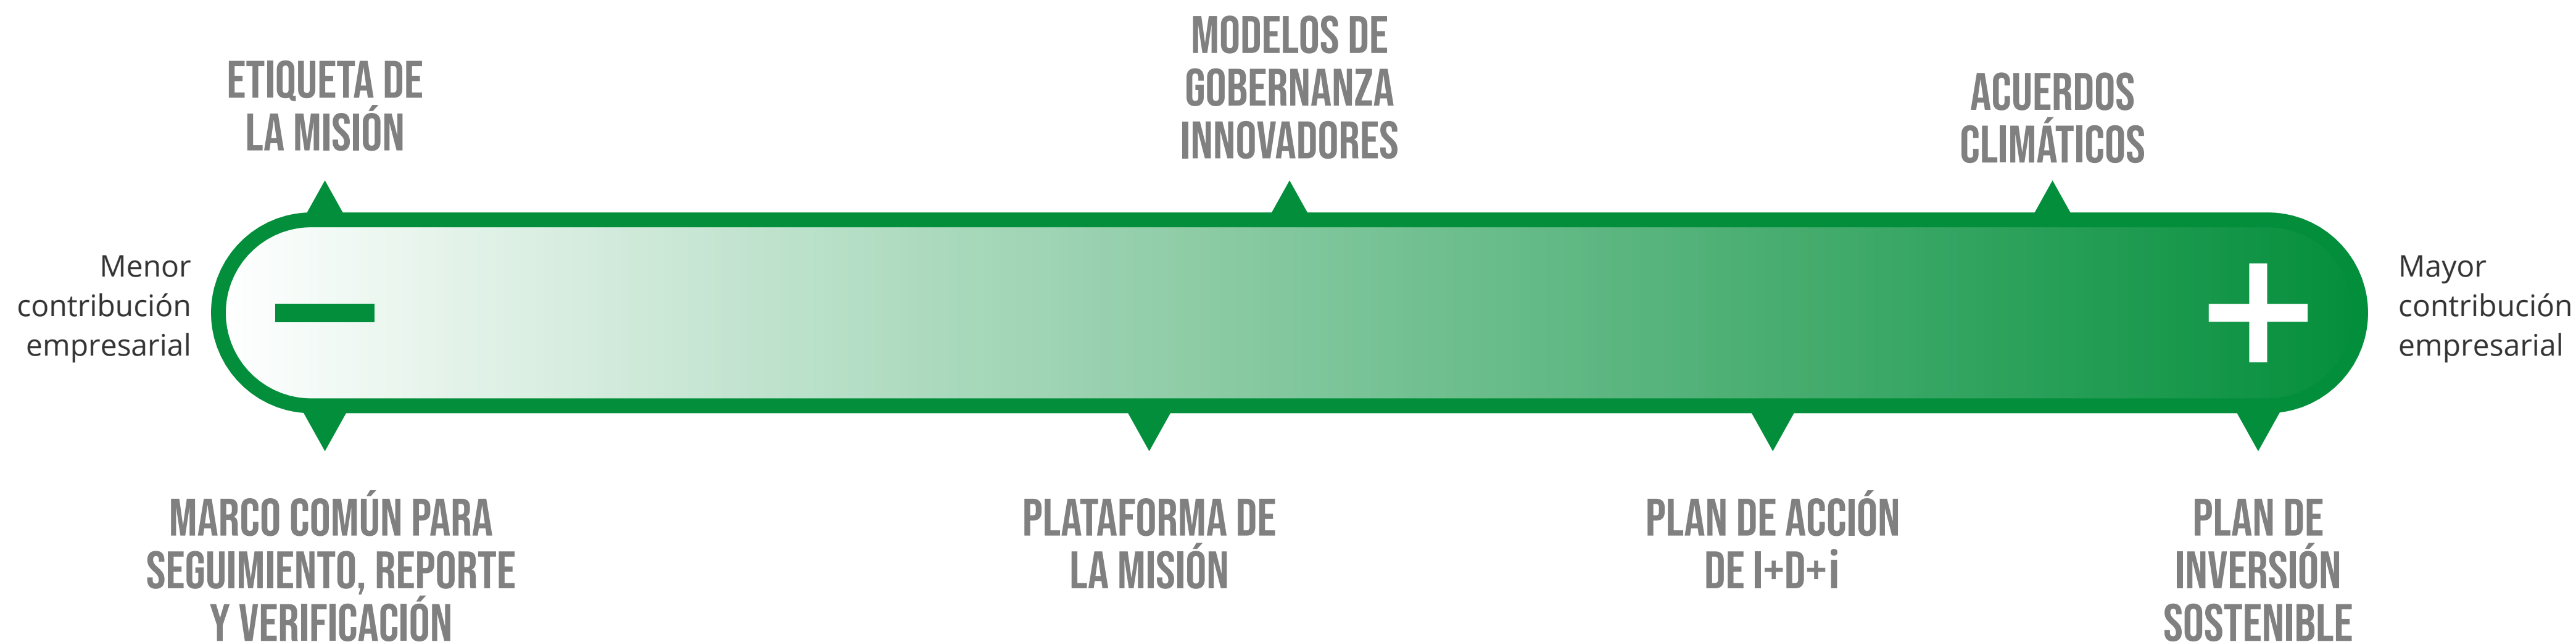 ETIQUETA DE
LA MISIÓN
MODELOS DE
GOBERNANZA
INNOVADORES
ACUERDOS
CLIMÁTICOS
Menor
contribución
empresarial
Mayor
contribución
empresarial
MARCO COMÚN PARA
SEGUIMIENTO, REPORTE
Y VERIFICACIÓN
PLATAFORMA DE
LA MISIÓN
PLAN DE ACCIÓN
DE I+D+i
PLAN DE
INVERSIÓN
SOSTENIBLE